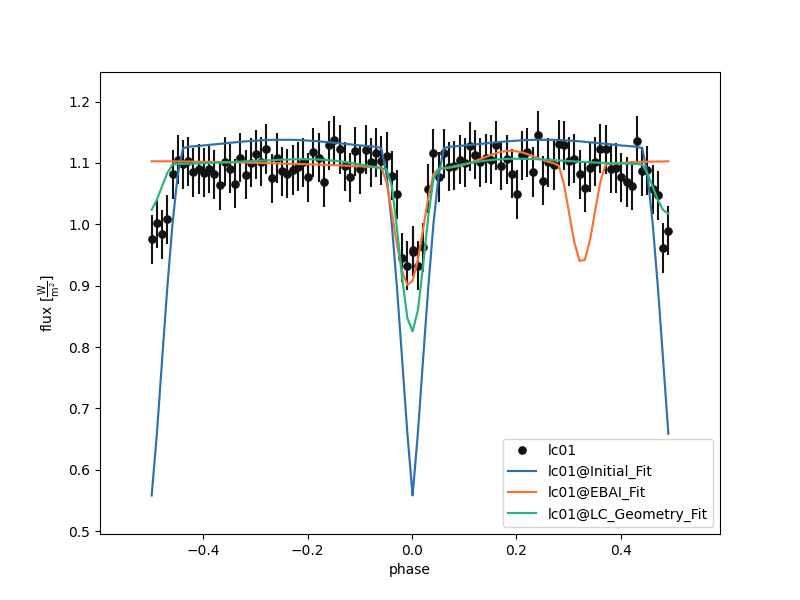 1.2
1.1
1.0
0.9
0.8
0.7
0.6
0.5
flux [W/m²]
−0.4
−0.2
0.0
0.2
0.4
phase
lc01
lc01@Initial_Fit
lc01@EBAI_Fit
lc01@LC_Geometry_Fit